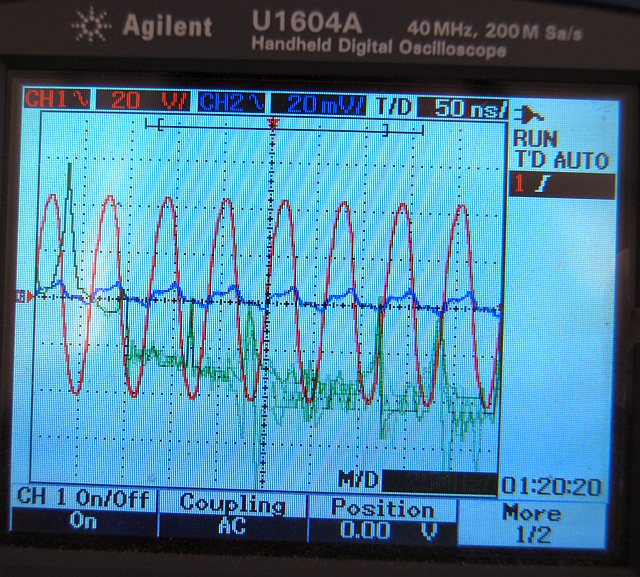 Agilent U1604A 40 MHz, 200 M Sa/s
Handheld Digital Oscilloscope
CH1 20 V/ CH2 20 mV/ T/D 50 ns/
RUN
T'D AUTO
1
M/D 01:20:20
CH 1 On/Off Coupling Position More
On AC 0.00 V 1/2